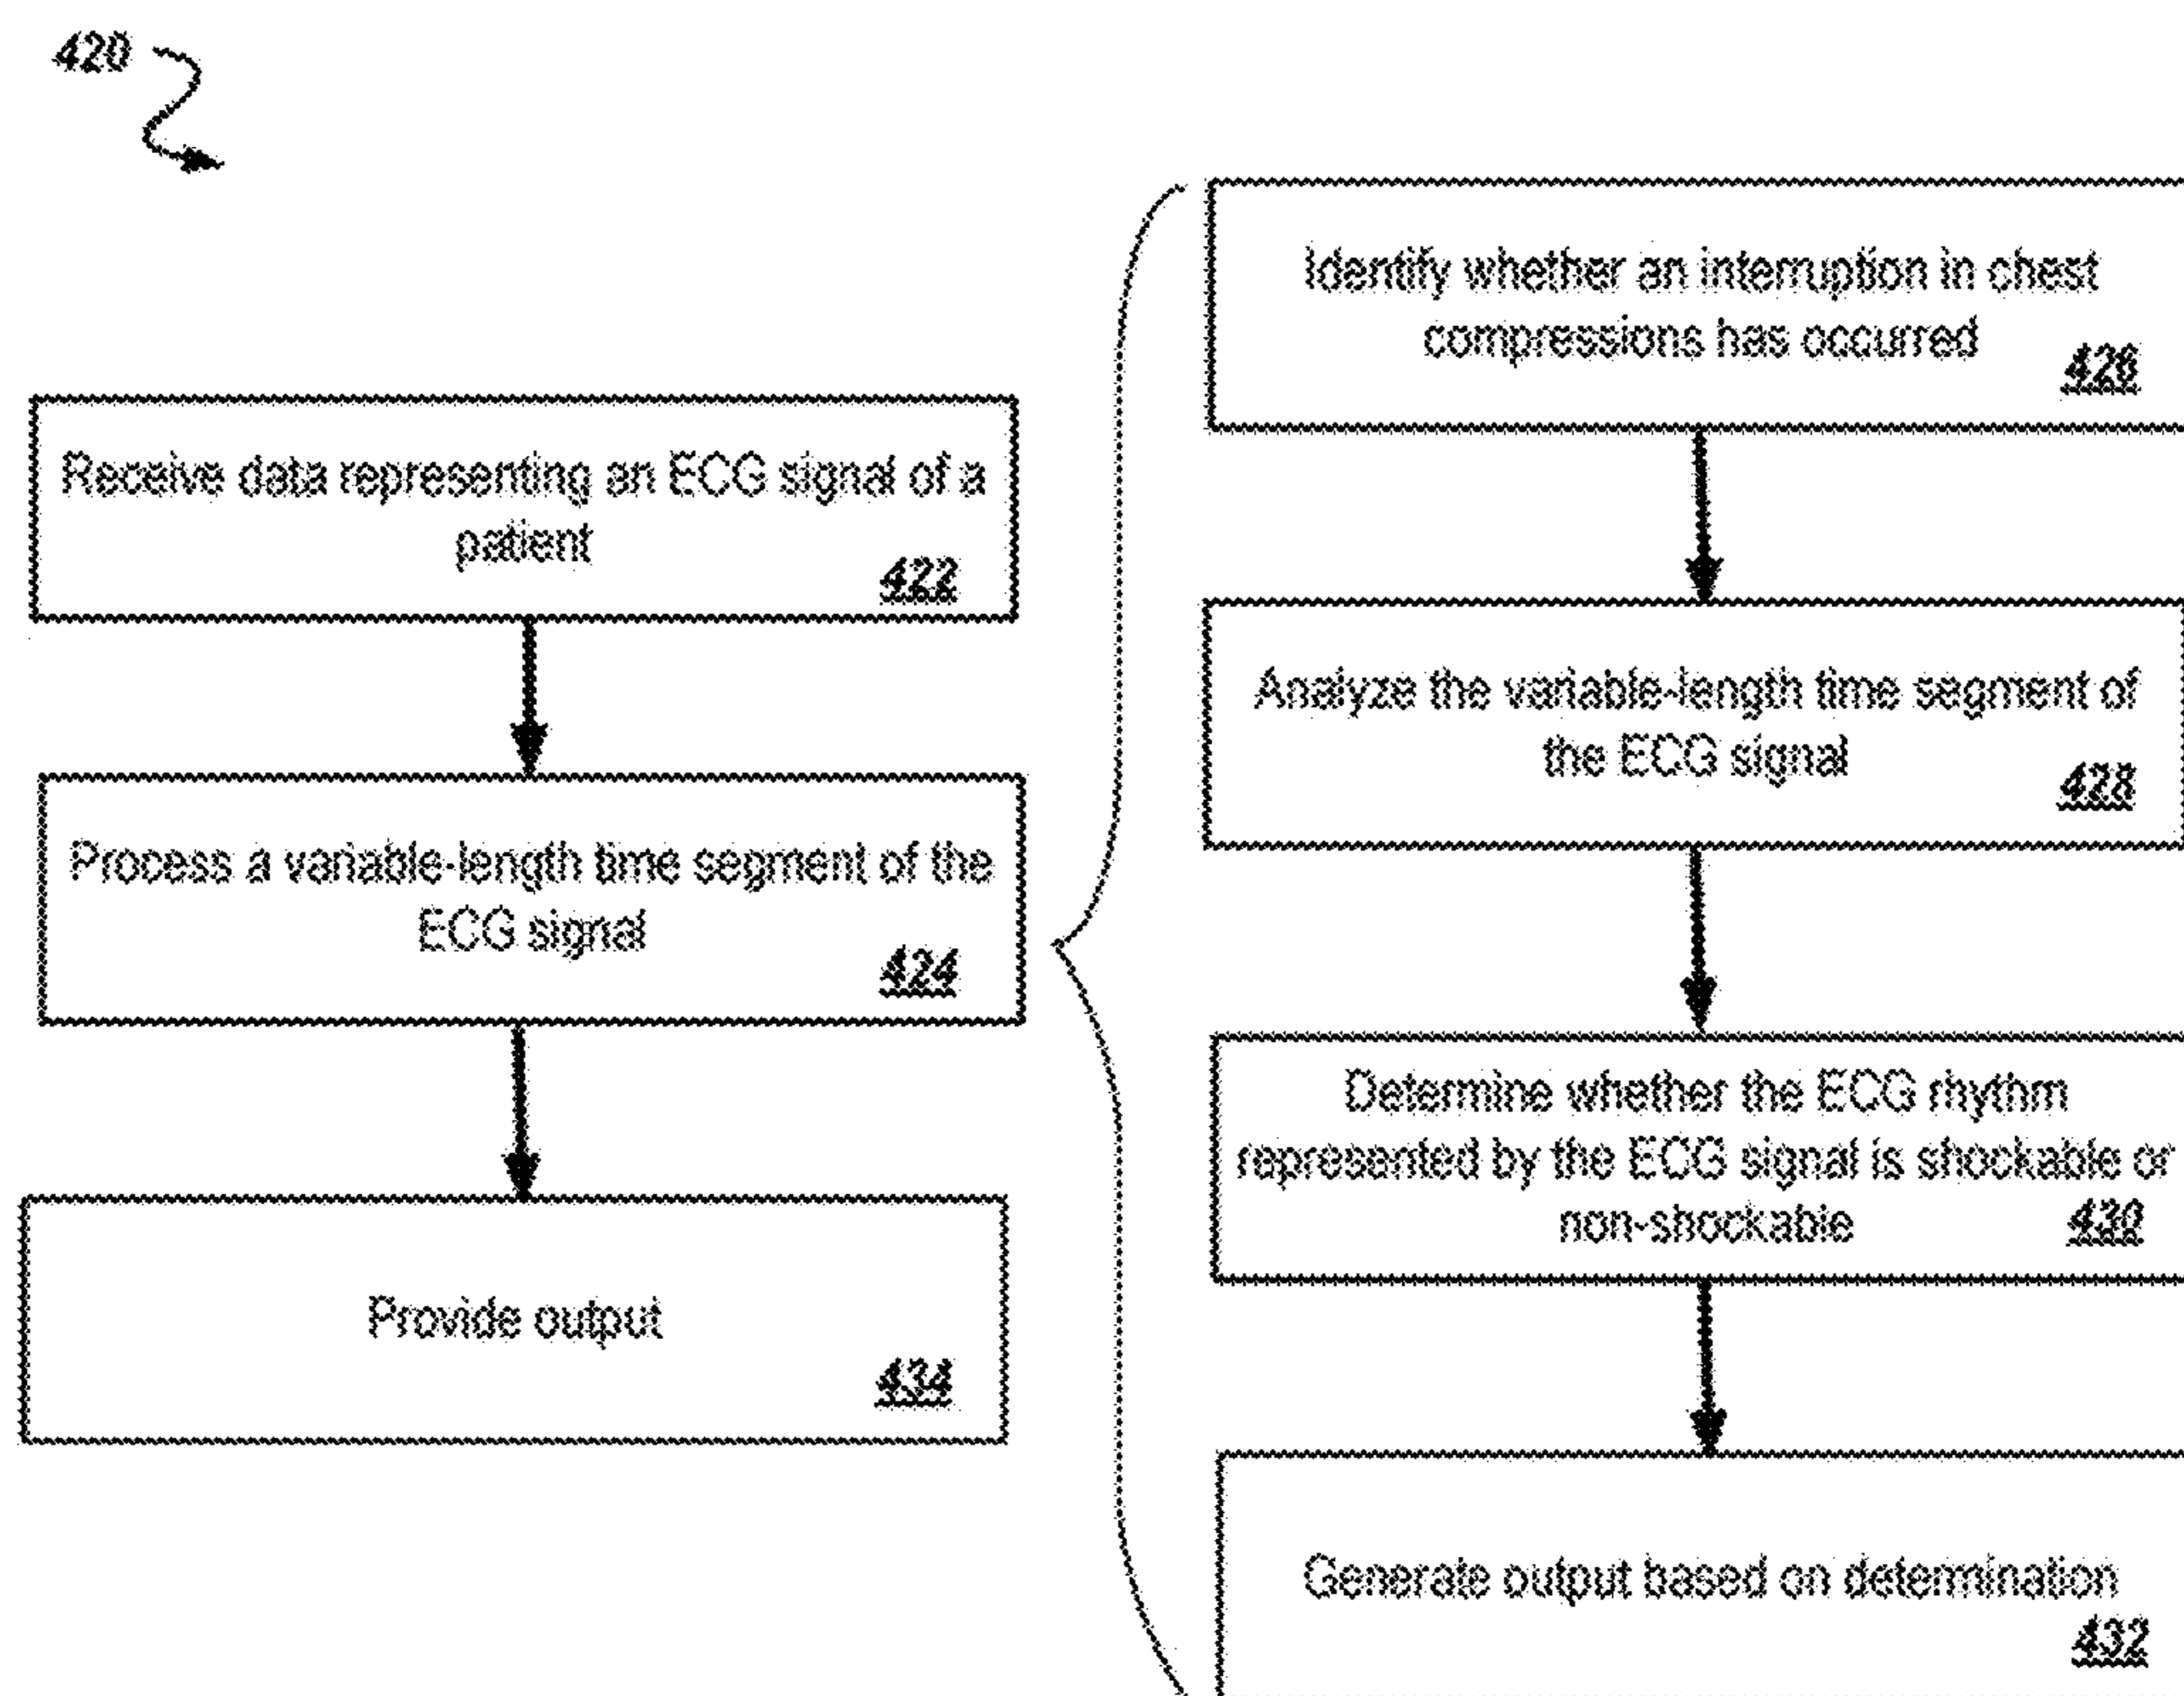 420
Receive data representing an ECG signal of a
patient
422
Process a variable-length time segment of the
ECG signal
424
Provide output
434
Identify whether an interruption in chest
compressions has occurred
426
Analyze the variable-length time segment of
the ECG signal
428
Determine whether the ECG rhythm
represented by the ECG signal is shockable or
non-shockable
430
Generate output based on determination
432